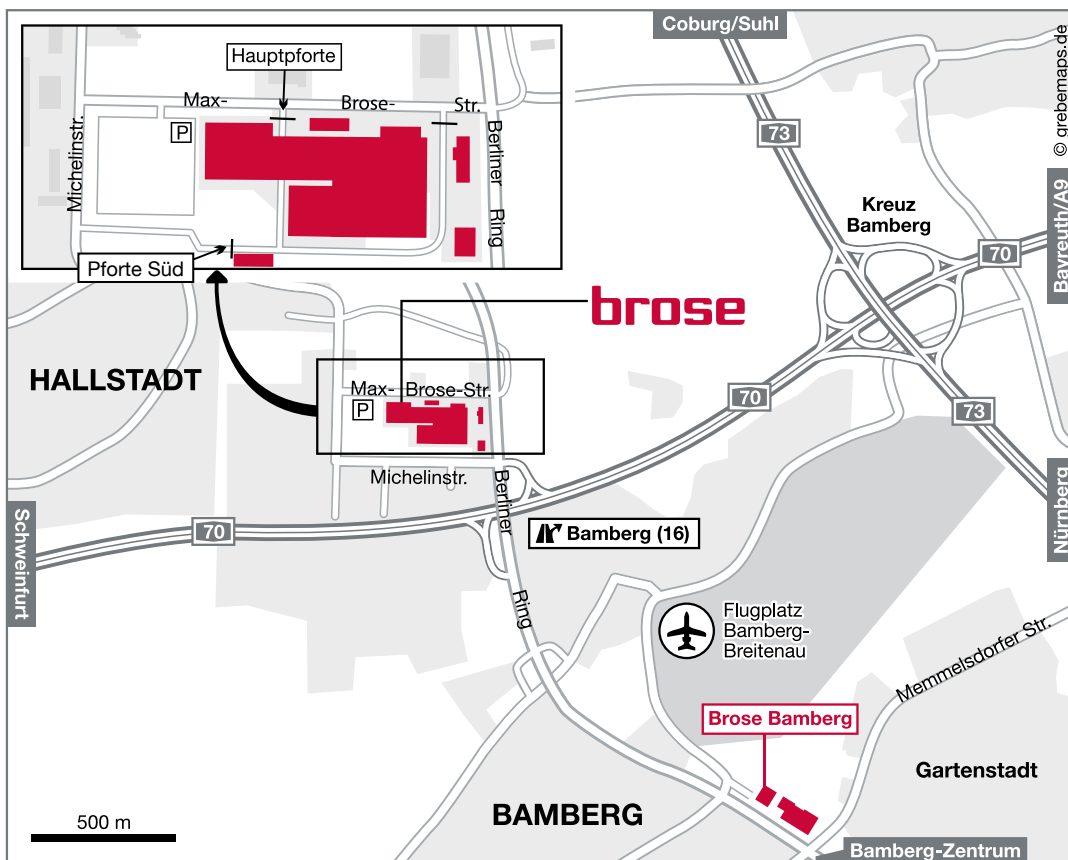 Coburg/Suhl
© grebemaps.de
Hauptpforte
Max-
Brose-
Str.
P
Michelinstr.
Berliner
Ring
Pforte Süd
73
Kreuz
Bamberg
Bayreuth/A9
70
brose
HALLSTADT
Max-
Brose-Str.
P
70
73
Michelinstr.
Berliner
Nürnberg
Schweinfurt
70
Bamberg (16)
Ring
Flugplatz
Bamberg-
Breitenau
Memmelsdorfer Str.
Brose Bamberg
Gartenstadt
BAMBERG
500 m
Bamberg-Zentrum